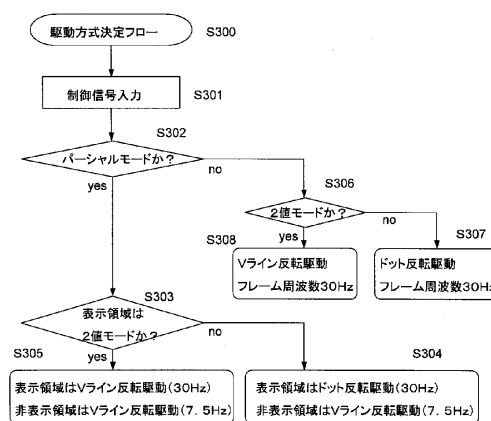 駆動方式決定フロー
S300
制御信号入力
S301
S302
パーシャルモードか?
yes
no
S306
2値モードか?
yes
no
S308
S307
Vライン反転駆動
フレーム周波数30Hz
ドット反転駆動
フレーム周波数30Hz
S303
表示領域は
2値モードか?
yes
no
S305
S304
表示領域はVライン反転駆動(30Hz)
非表示領域はVライン反転駆動(7.5Hz)
表示領域はドット反転駆動(30Hz)
非表示領域はVライン反転駆動(7.5Hz)